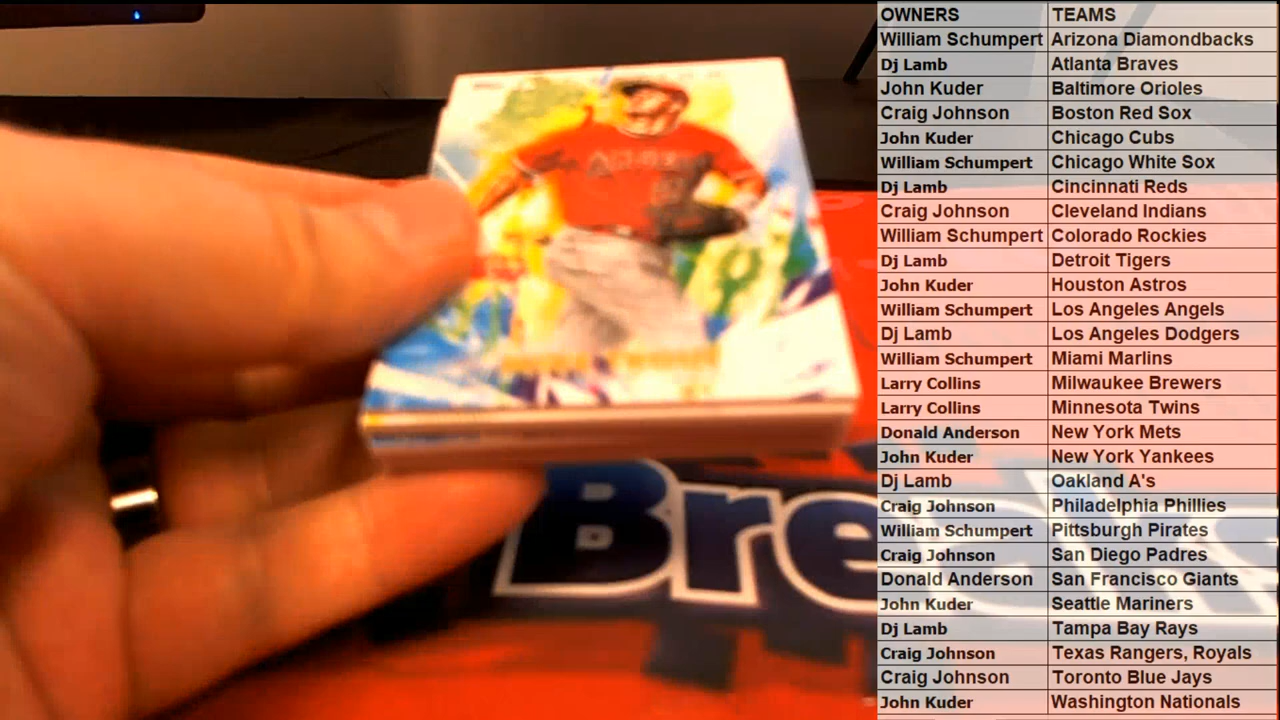 OWNERS TEAMS
William Schumpert Arizona Diamondbacks
Dj Lamb Atlanta Braves
John Kuder Baltimore Orioles
Craig Johnson Boston Red Sox
John Kuder Chicago Cubs
William Schumpert Chicago White Sox
Dj Lamb Cincinnati Reds
Craig Johnson Cleveland Indians
William Schumpert Colorado Rockies
Dj Lamb Detroit Tigers
John Kuder Houston Astros
William Schumpert Los Angeles Angels
Dj Lamb Los Angeles Dodgers
William Schumpert Miami Marlins
Larry Collins Milwaukee Brewers
Larry Collins Minnesota Twins
Donald Anderson New York Mets
John Kuder New York Yankees
Dj Lamb Oakland A's
Craig Johnson Philadelphia Phillies
William Schumpert Pittsburgh Pirates
Craig Johnson San Diego Padres
Donald Anderson San Francisco Giants
John Kuder Seattle Mariners
Dj Lamb Tampa Bay Rays
Craig Johnson Texas Rangers, Royals
Craig Johnson Toronto Blue Jays
John Kuder Washington Nationals